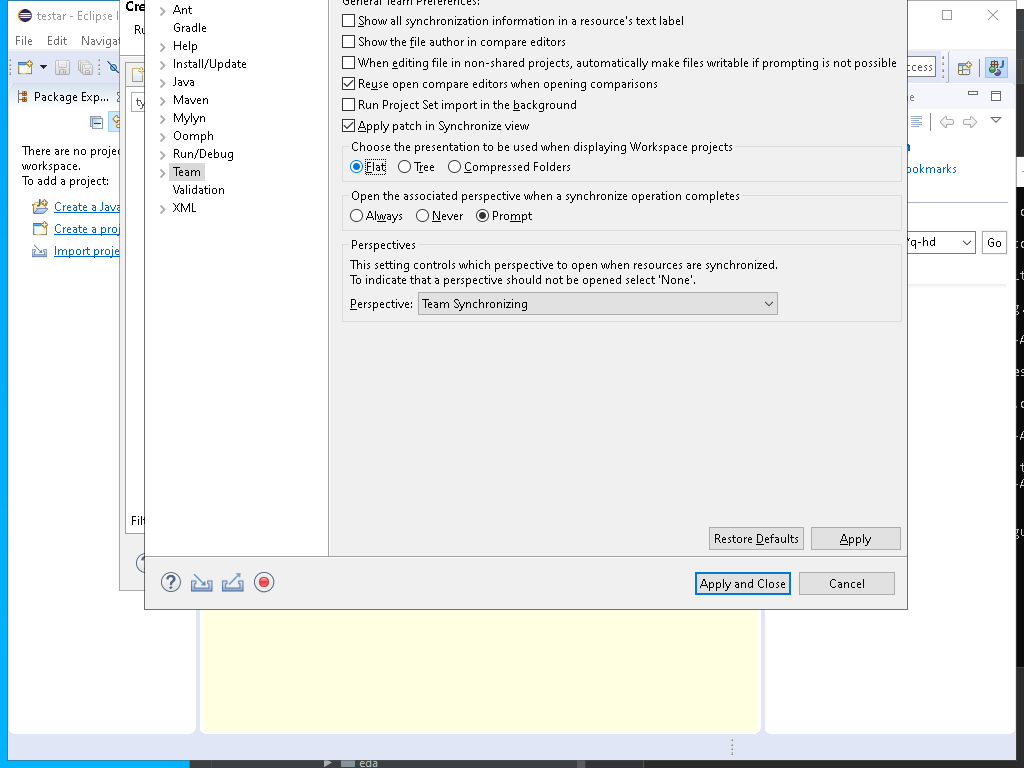 testar - Eclipse I
File Edit Navigat
Package Exp...
There are no projec
workspace.
To add a project:
Create a Java
Create a proj
Import proje
Cre
Ru
ty
Filt
Ant
Gradle
Help
Install/Update
Java
Maven
Mylyn
Oomph
Run/Debug
Team
Validation
XML
General Team Preferences:
Show all synchronization information in a resource's text label
Show the file author in compare editors
When editing file in non-shared projects, automatically make files writable if prompting is not possible
Reuse open compare editors when opening comparisons
Run Project Set import in the background
Apply patch in Synchronize view
Choose the presentation to be used when displaying Workspace projects
Flat Tree Compressed Folders
Open the associated perspective when a synchronize operation completes
Always Never Prompt
Perspectives
This setting controls which perspective to open when resources are synchronized.
To indicate that a perspective should not be opened select 'None'.
Perspective: Team Synchronizing
Restore Defaults Apply
Apply and Close Cancel
ccess
ookmarks
q-hd
Go
eda